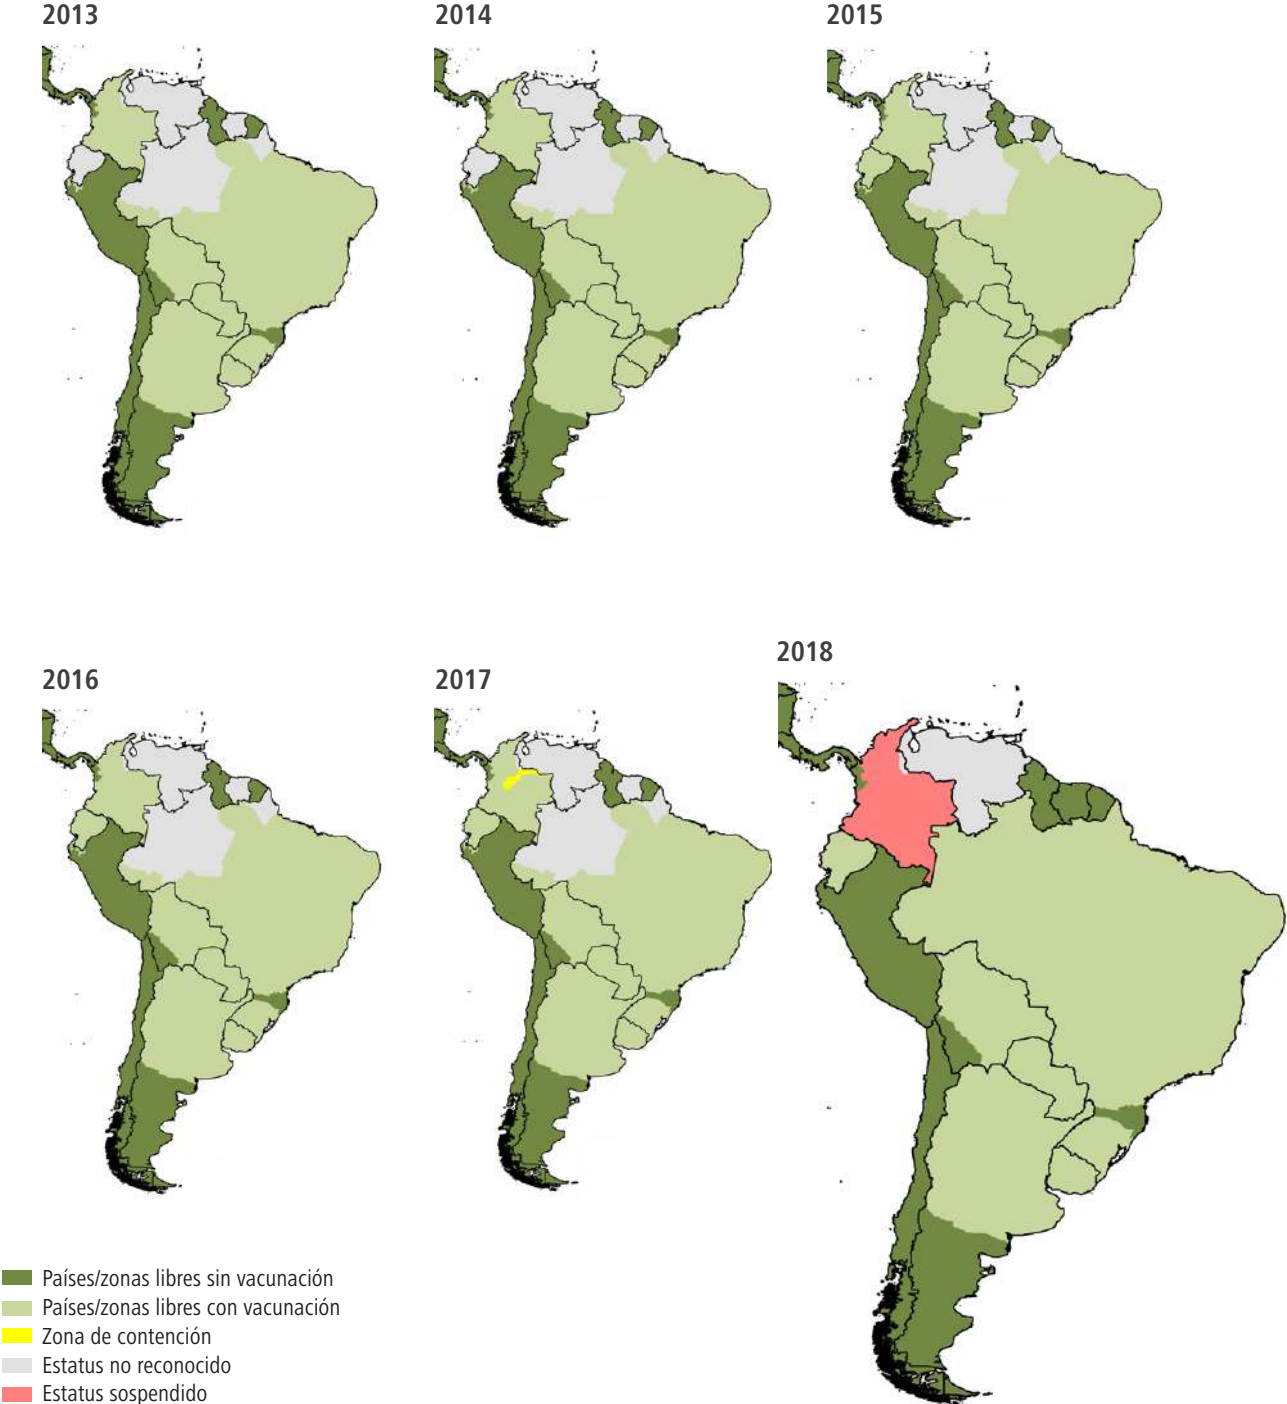 2013
2014
2015
2016
2017
2018
Países/zonas libres sin vacunación
Países/zonas libres con vacunación
Zona de contención
Estatus no reconocido
Estatus sospendido